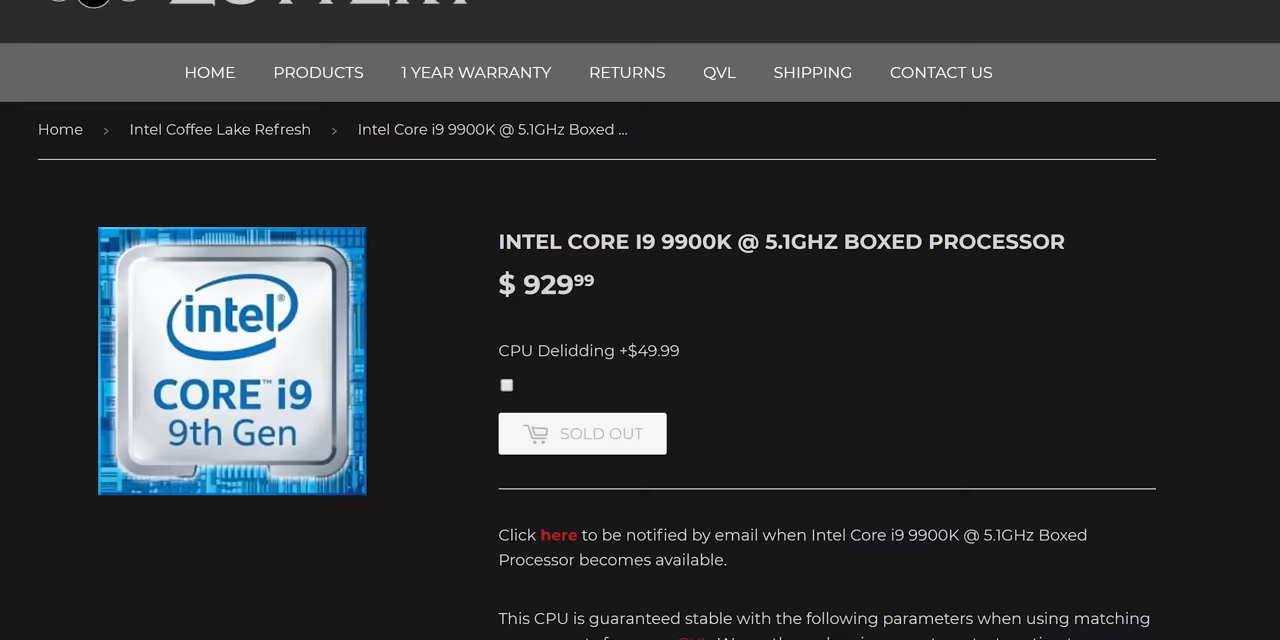 HOME PRODUCTS 1 YEAR WARRANTY RETURNS QVL SHIPPING CONTACT US
Home > Intel Coffee Lake Refresh > Intel Core i9 9900K @ 5.1GHz Boxed ...
intel®
CORE™ i9
9th Gen
INTEL CORE I9 9900K @ 5.1GHZ BOXED PROCESSOR
$ 929⁹⁹
CPU Delidding +$49.99
SOLD OUT
Click here to be notified by email when Intel Core i9 9900K @ 5.1GHz Boxed
Processor becomes available.
This CPU is guaranteed stable with the following parameters when using matching